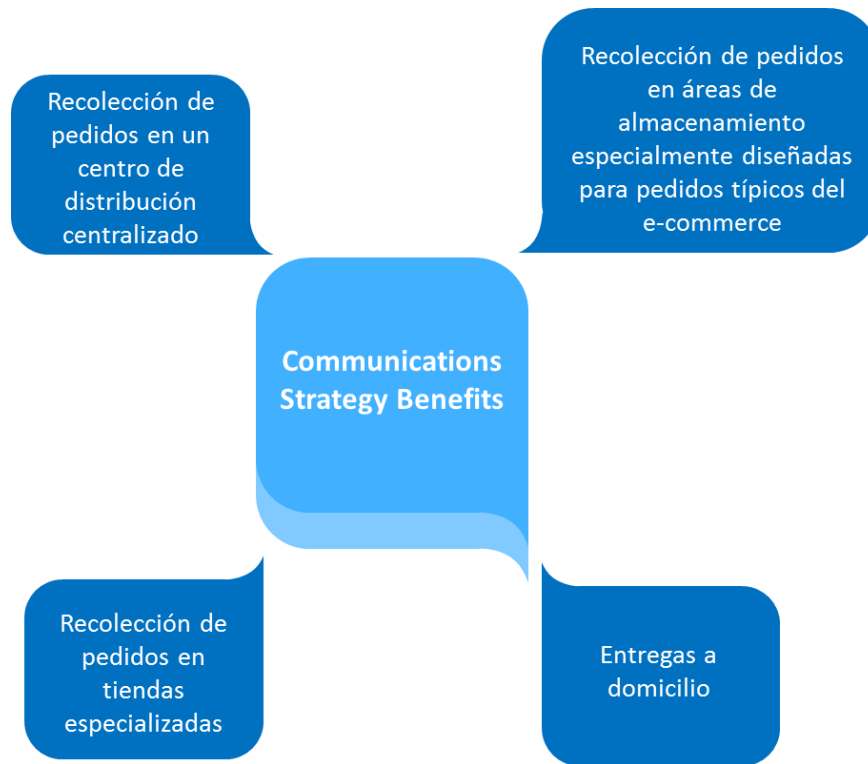 Recolección de
pedidos en un
centro de
distribución
centralizado
Recolección de pedidos
en áreas de
almacenamiento
especialmente diseñadas
para pedidos típicos del
e-commerce
Communications
Strategy Benefits
Recolección de
pedidos en
tiendas
especializadas
Entregas a
domicilio